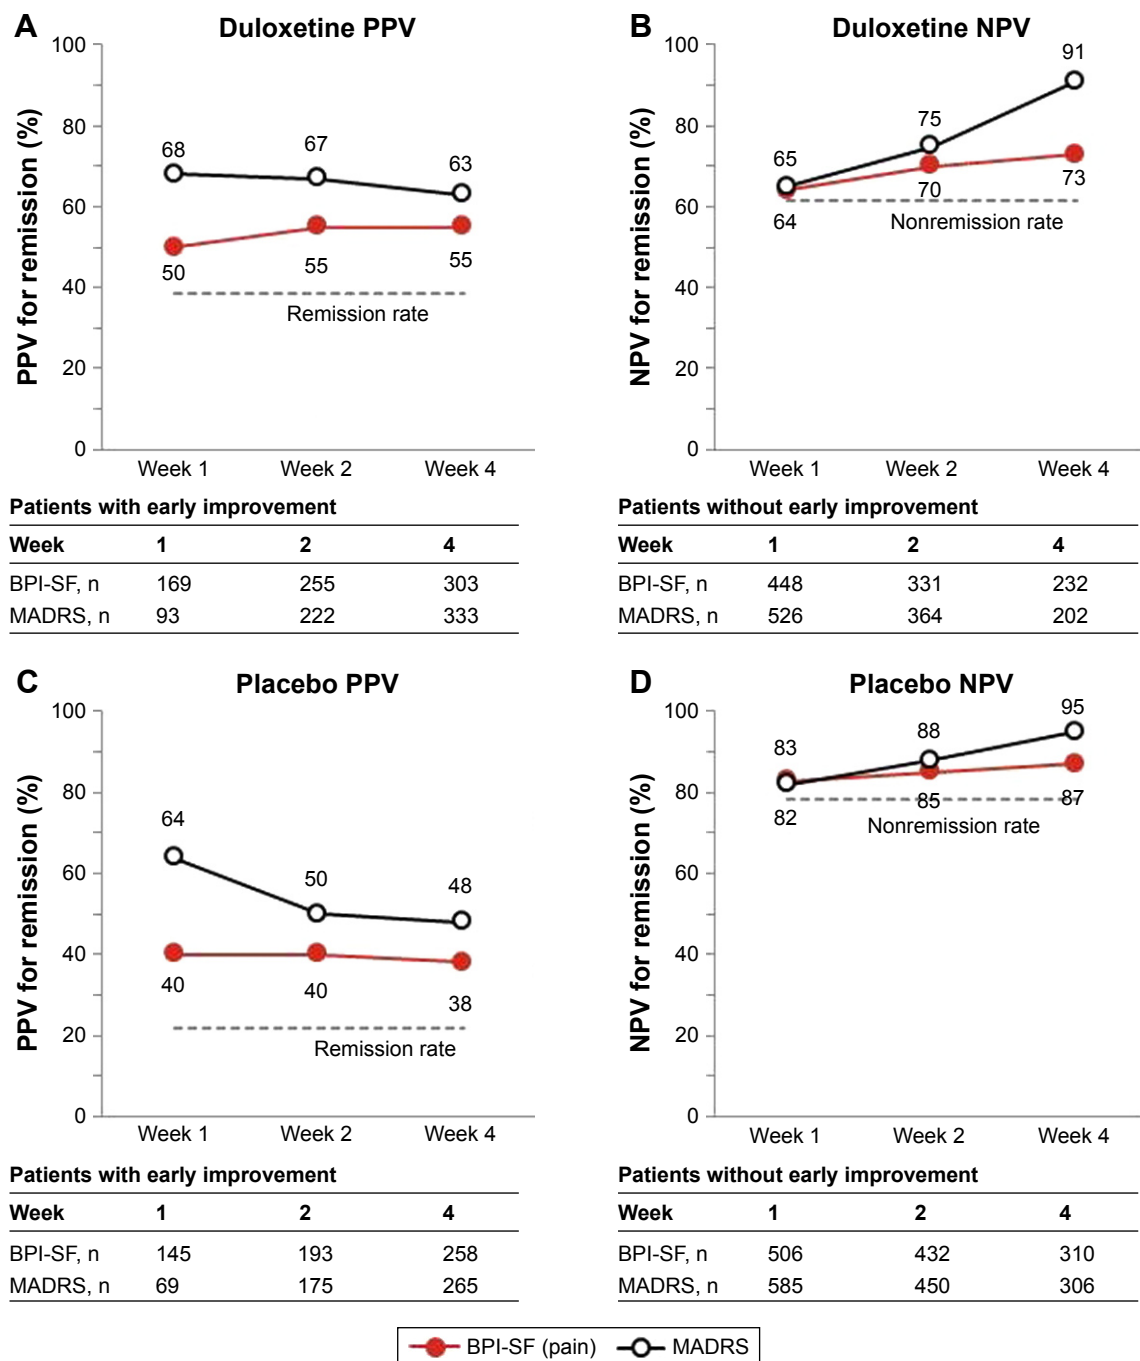 A Duloxetine PPV
PPV for remission (%)
100
80
60
40
20
0
68 67 63
50 55 55
Remission rate
Week 1 Week 2 Week 4
Patients with early improvement
Week 1 2 4
BPI-SF, n 169 255 303
MADRS, n 93 222 333
B Duloxetine NPV
NPV for remission (%)
100
80
60
40
20
0
65 75 91
64 70 73
Nonremission rate
Week 1 Week 2 Week 4
Patients without early improvement
Week 1 2 4
BPI-SF, n 448 331 232
MADRS, n 526 364 202
C Placebo PPV
PPV for remission (%)
100
80
60
40
20
0
64 50 48
40 40 38
Remission rate
Week 1 Week 2 Week 4
Patients with early improvement
Week 1 2 4
BPI-SF, n 145 193 258
MADRS, n 69 175 265
D Placebo NPV
NPV for remission (%)
100
80
60
40
20
0
83 88 95
82 85 87
Nonremission rate
Week 1 Week 2 Week 4
Patients without early improvement
Week 1 2 4
BPI-SF, n 506 432 310
MADRS, n 585 450 306
BPI-SF (pain) MADRS